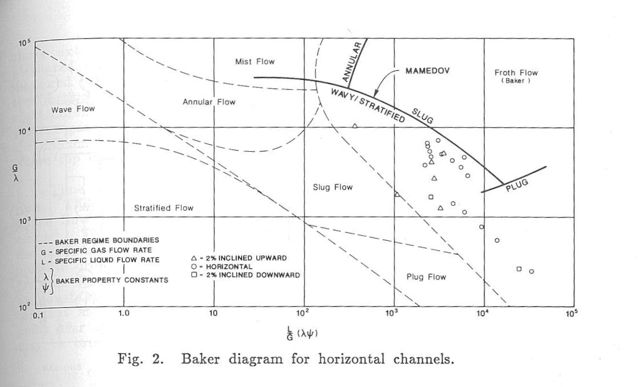 10⁵
10⁴
G/λ
10³
10²
Mist Flow
ANNULAR
MAMEDOV
Froth Flow
(Baker)
Wave Flow
Annular Flow
WAVY/STRATIFIED
SLUG
Slug Flow
PLUG
Stratified Flow
Plug Flow
--- BAKER REGIME BOUNDARIES
G - SPECIFIC GAS FLOW RATE
L - SPECIFIC LIQUID FLOW RATE
λ
ψ} BAKER PROPERTY CONSTANTS
△ - 2% INCLINED UPWARD
○ - HORIZONTAL
□ - 2% INCLINED DOWNWARD
0.1 1.0 10 10² 10³ 10⁴ 10⁵
L/G (λψ)
Fig. 2. Baker diagram for horizontal channels.